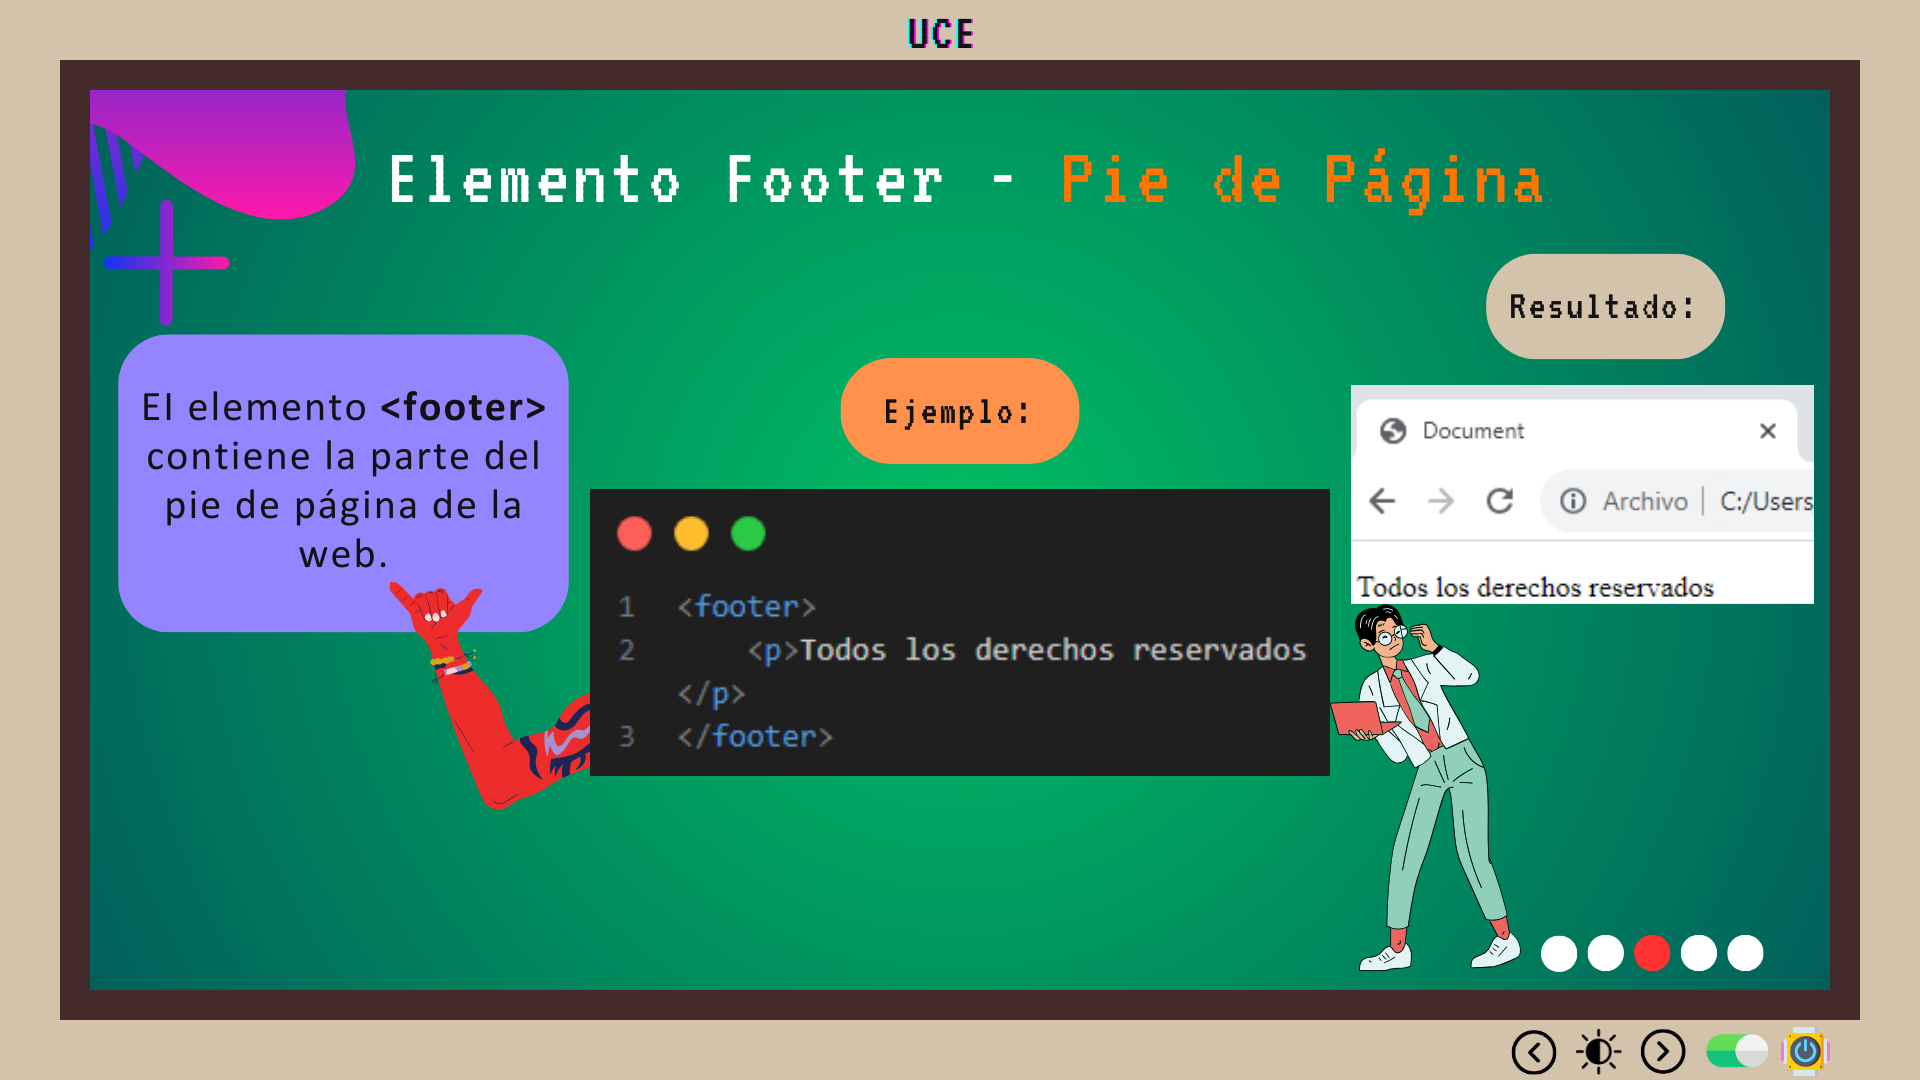 UCE
Elemento Footer - Pie de Página
El elemento <footer>
contiene la parte del
pie de página de la
web.
Ejemplo:
1 <footer>
2 <p>Todos los derechos reservados
</p>
3 </footer>
Resultado:
Document
Archivo | C:/Users
Todos los derechos reservados